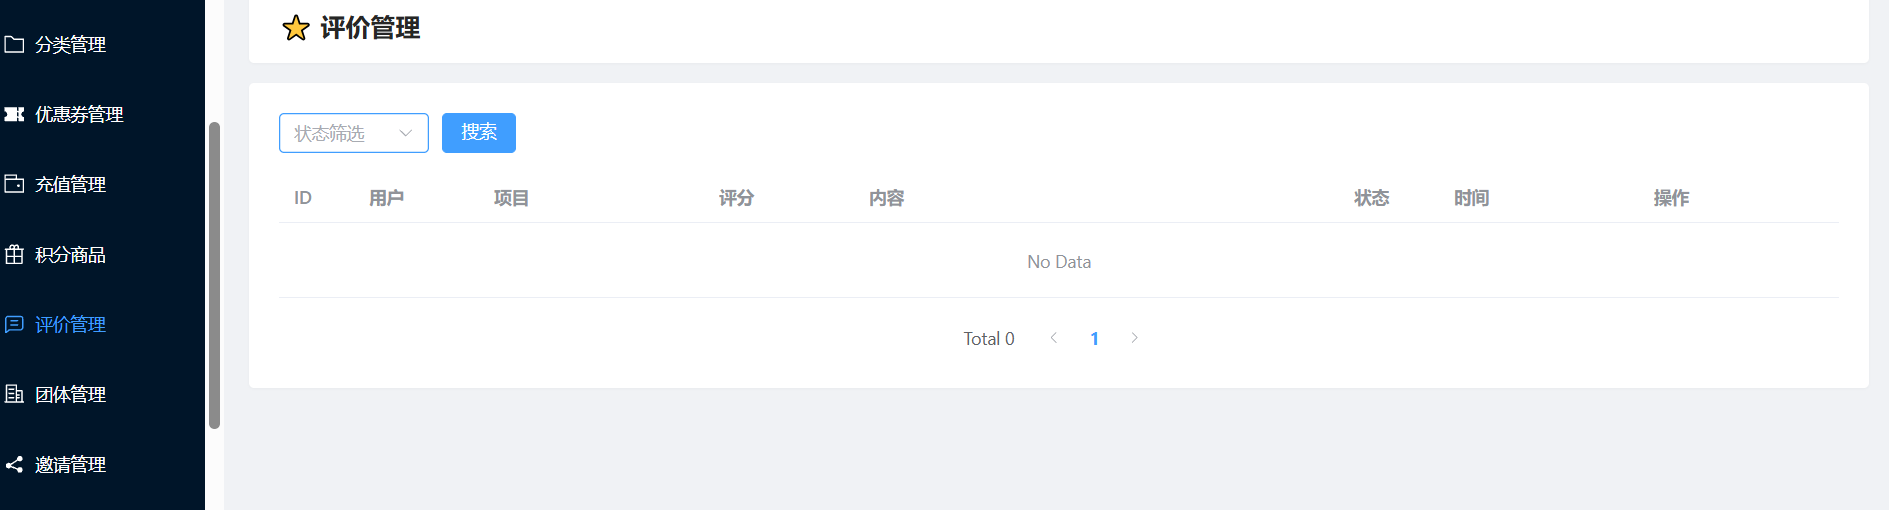 分类管理
优惠券管理
充值管理
积分商品
评价管理
团体管理
邀请管理
评价管理
状态筛选 搜索
ID 用户 项目 评分 内容 状态 时间 操作
No Data
Total 0 1